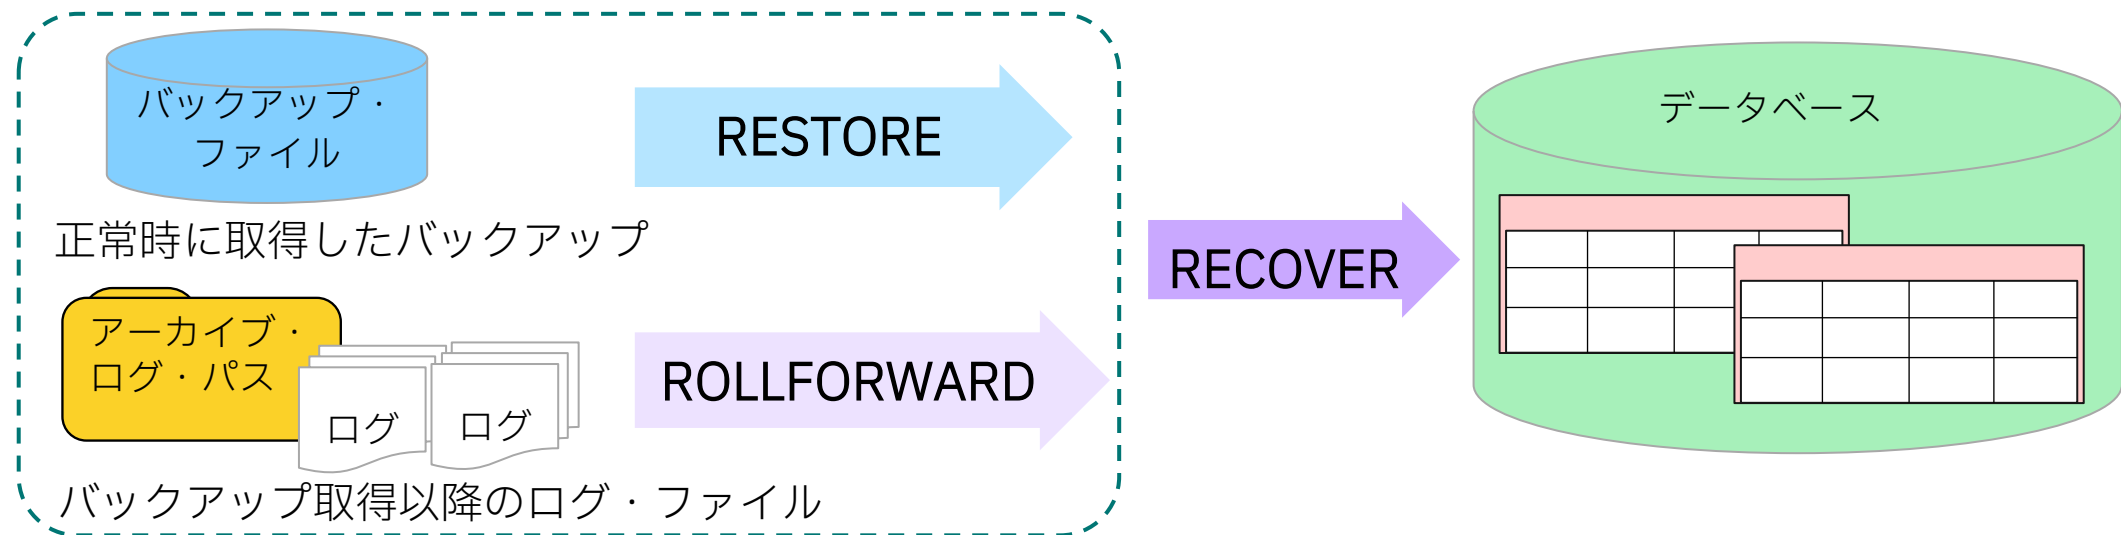 バックアップ・
ファイル
RESTORE
正常時に取得したバックアップ
アーカイブ・
ログ・パス
ログ
ログ
ROLLFORWARD
バックアップ取得以降のログ・ファイル
RECOVER
データベース